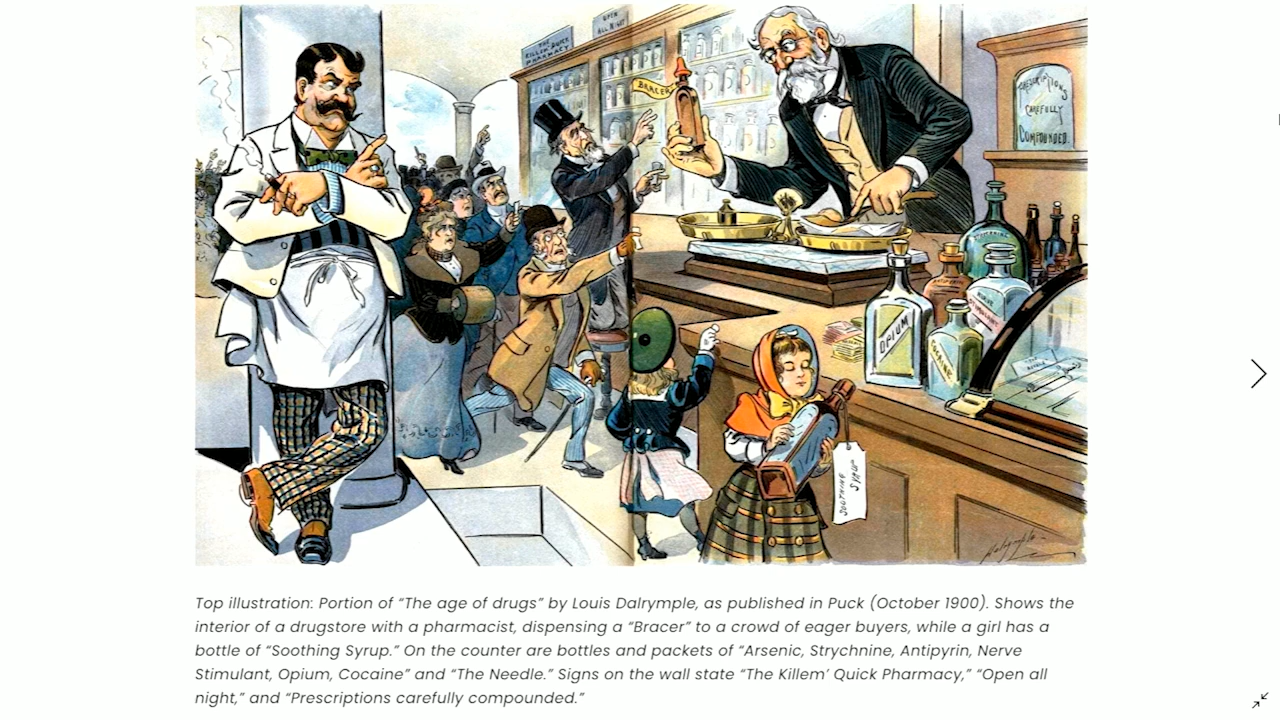 THE
KILLEM QUICK
PHARMACY
OPEN
ALL NIGHT
BRACER
PRESCRIPTIONS
CAREFULLY
COMPOUNDED.
OPIUM
COCAINE
SOOTHING
SYRUP
Dalrymple
Top illustration: Portion of “The age of drugs” by Louis Dalrymple, as published in Puck (October 1900). Shows the
interior of a drugstore with a pharmacist, dispensing a “Bracer” to a crowd of eager buyers, while a girl has a
bottle of “Soothing Syrup.” On the counter are bottles and packets of “Arsenic, Strychnine, Antipyrin, Nerve
Stimulant, Opium, Cocaine” and “The Needle.” Signs on the wall state “The Killem’ Quick Pharmacy,” “Open all
night,” and “Prescriptions carefully compounded.”